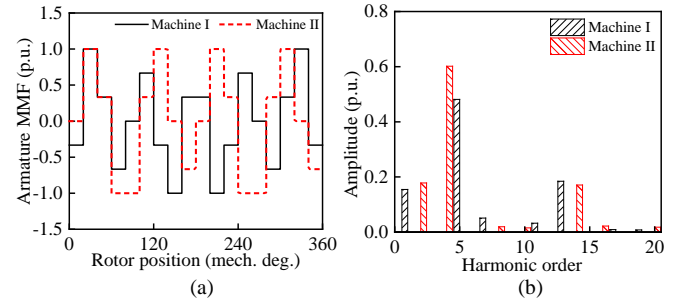 (a)
Machine I
Machine II
Armature MMF (p.u.)
1.5
1.0
0.5
0.0
-0.5
-1.0
-1.5
0
120
240
360
Rotor position (mech. deg.)
(a)
(b)
Machine I
Machine II
Amplitude (p.u.)
0.8
0.6
0.4
0.2
0.0
0
5
10
15
20
Harmonic order
(b)